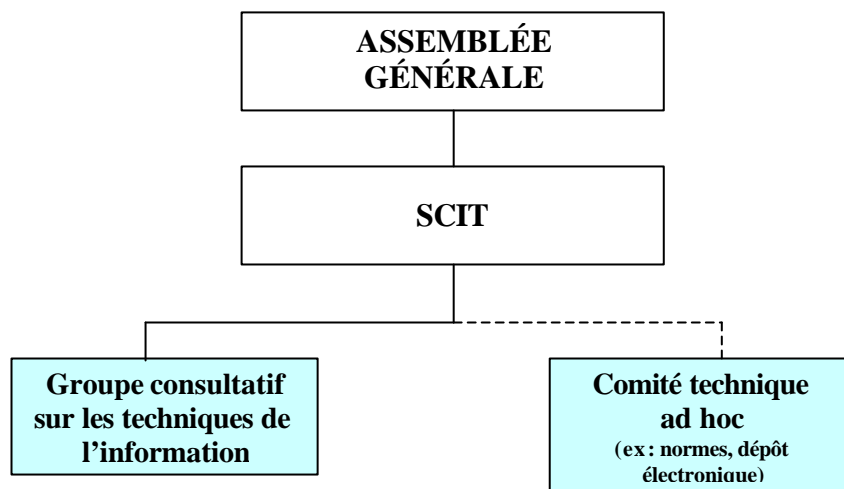 ASSEMBLÉE
GÉNÉRALE
SCIT
Groupe consultatif
sur les techniques de
l’information
Comité technique
ad hoc
(ex: normes, dépôt
électronique)